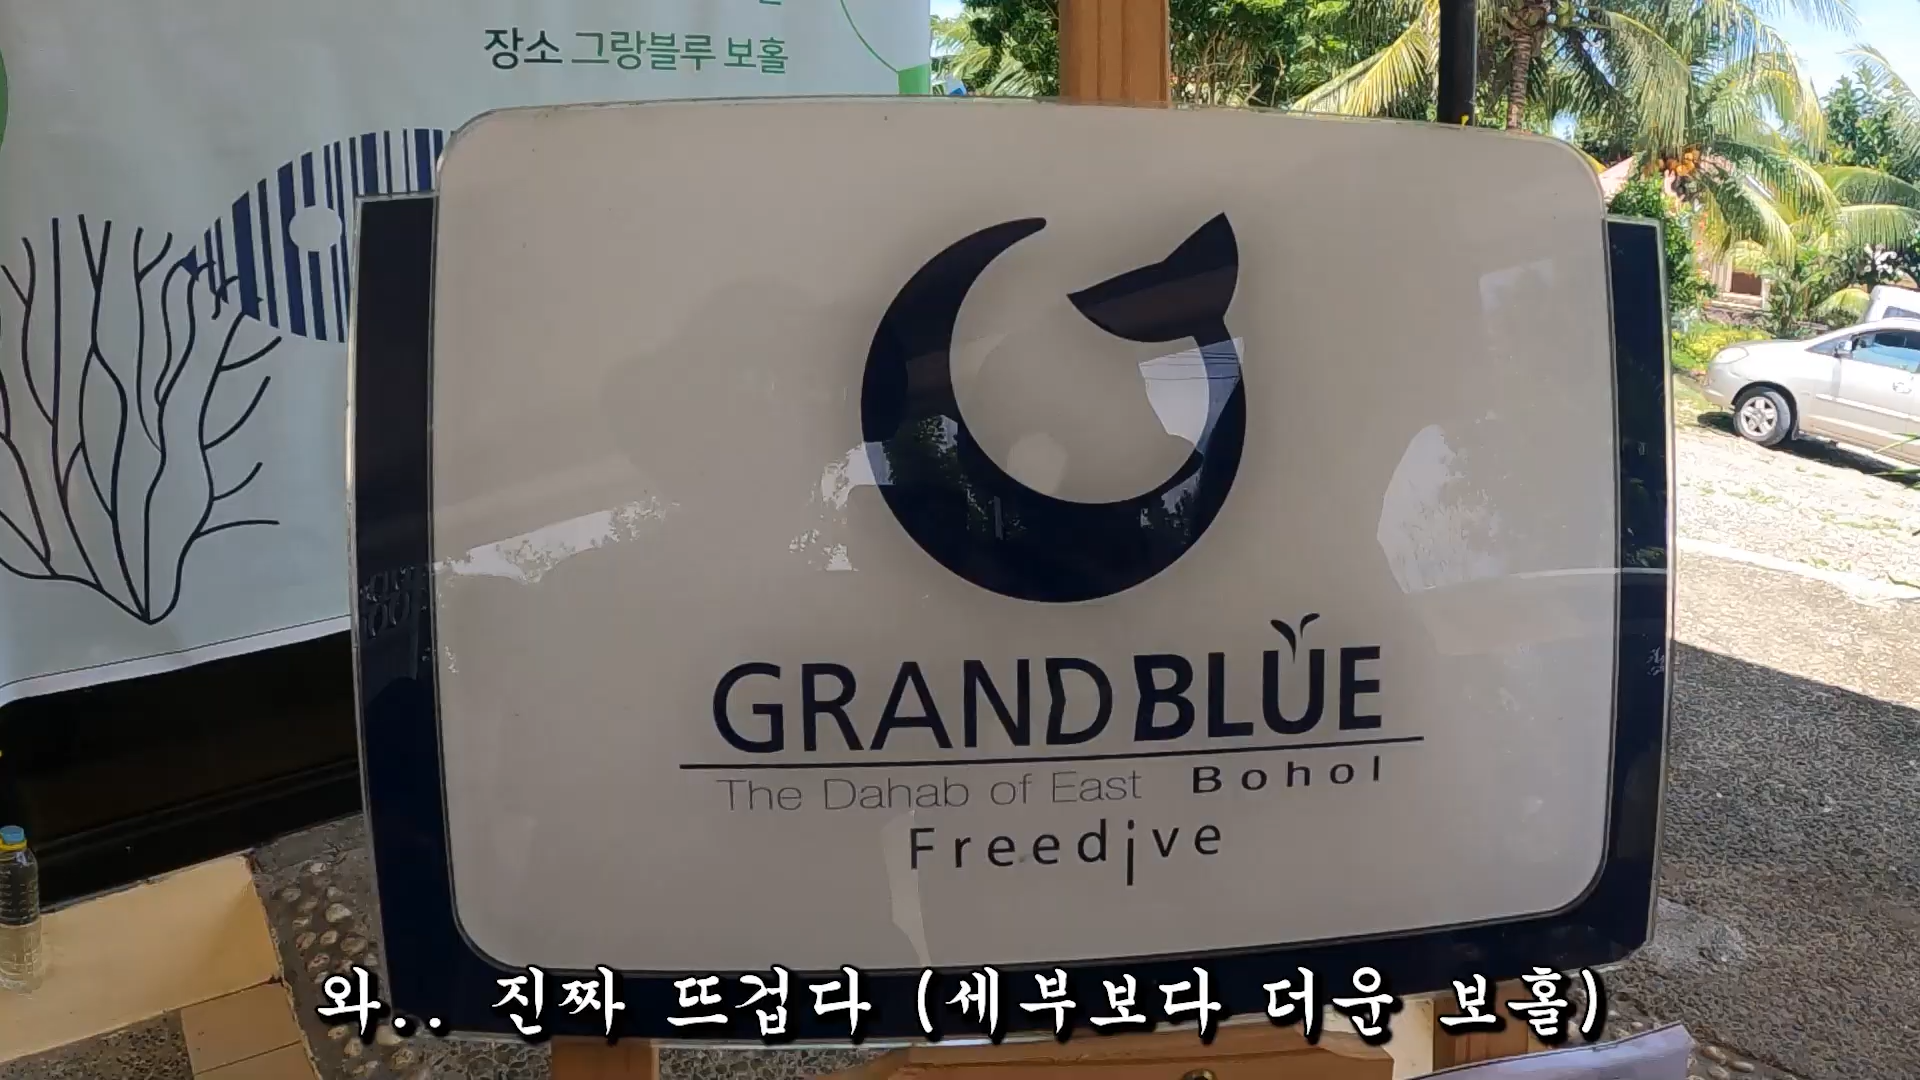 장소 그랑블루 보홀
GRANDBLUE
The Dahab of East Bohol
Freedive
와.. 진짜 뜨겁다 (세부보다 더운 보홀)